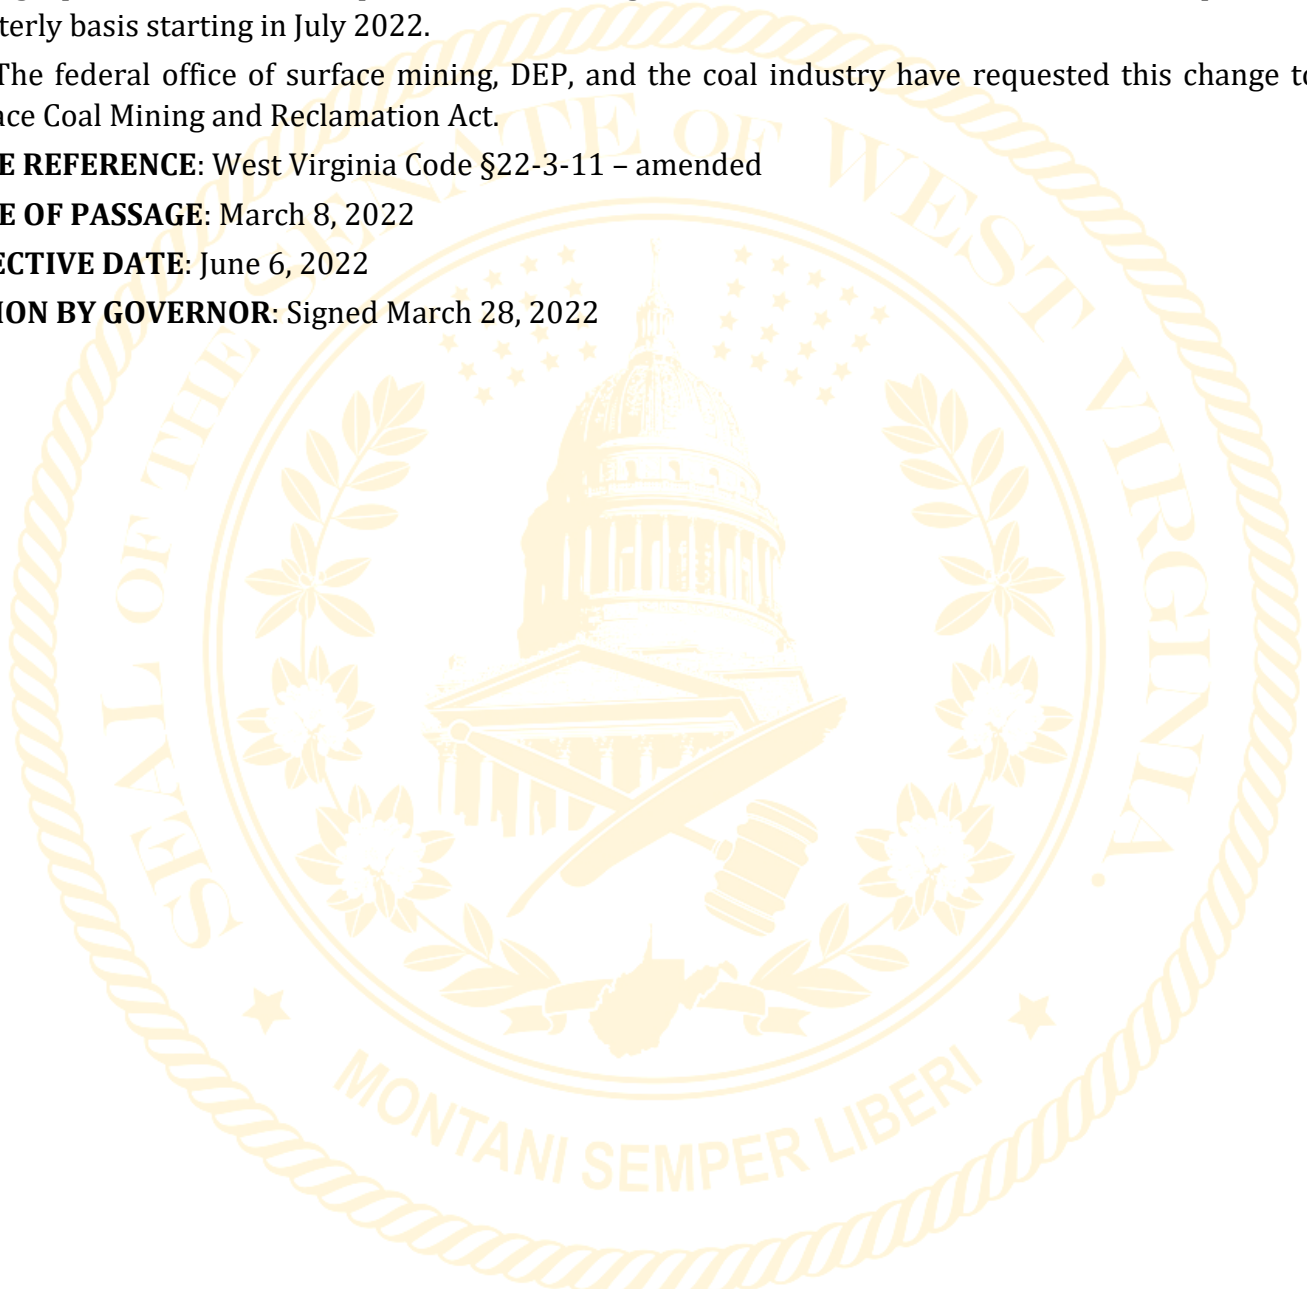 terly basis starting in July 2022.
The federal office of surface mining, DEP, and the coal industry have requested this change to
ace Coal Mining and Reclamation Act.
E REFERENCE: West Virginia Code §22-3-11 – amended
E OF PASSAGE: March 8, 2022
ECTIVE DATE: June 6, 2022
ION BY GOVERNOR: Signed March 28, 2022
SEAL OF THE SENATE OF WEST VIRGINIA.
MONTANI SEMPER LIBERI